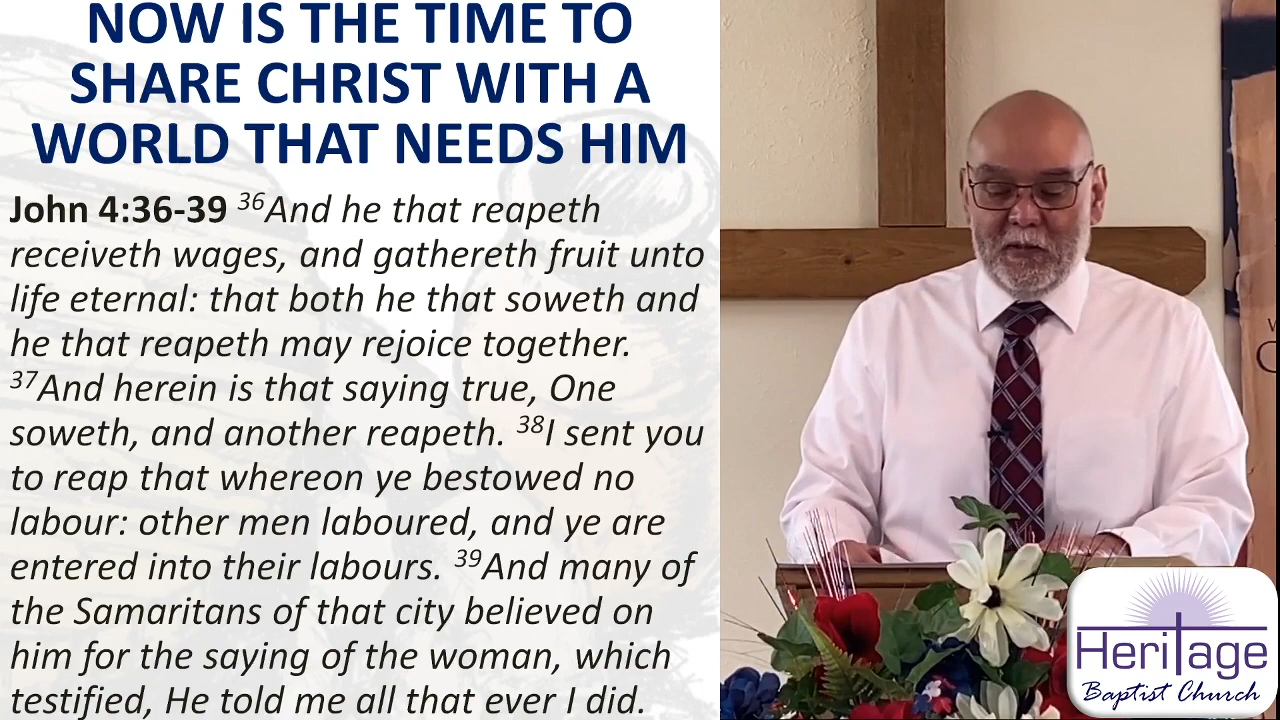 NOW IS THE TIME TO
SHARE CHRIST WITH A
WORLD THAT NEEDS HIM
John 4:36-39 36And he that reapeth
receiveth wages, and gathereth fruit unto
life eternal: that both he that soweth and
he that reapeth may rejoice together.
37And herein is that saying true, One
soweth, and another reapeth. 38I sent you
to reap that whereon ye bestowed no
labour: other men laboured, and ye are
entered into their labours. 39And many of
the Samaritans of that city believed on
him for the saying of the woman, which
testified, He told me all that ever I did.
Heritage
Baptist Church